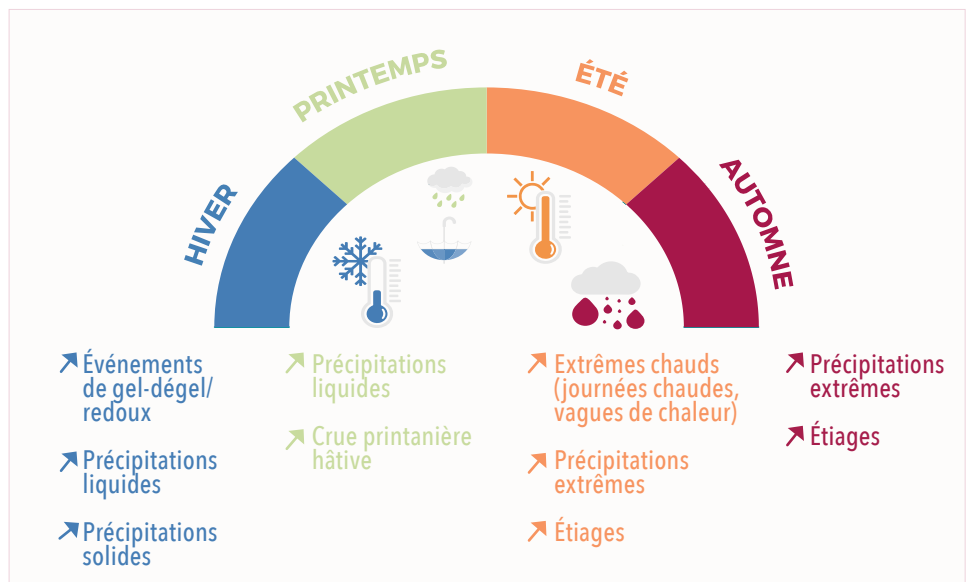 HIVER
PRINTEMPS
ÉTÉ
AUTOMNE
Événements
de gel-dégel/
redoux
Précipitations
liquides
Précipitations
solides
Précipitations
liquides
Crue printanière
hâtive
Extrêmes chauds
(journées chaudes,
vagues de chaleur)
Précipitations
extrêmes
Étiages
Précipitations
extrêmes
Étiages